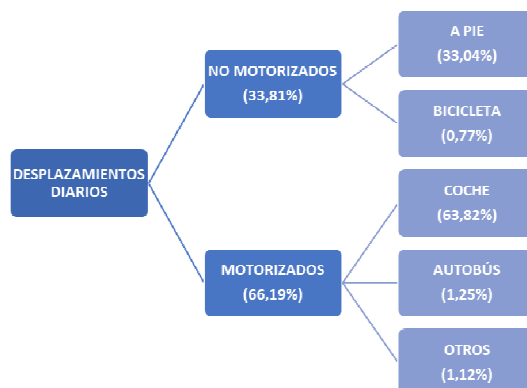 DESPLAZAMIENTOS
DIARIOS
NO MOTORIZADOS
(33,81%)
A PIE
(33,04%)
BICICLETA
(0,77%)
MOTORIZADOS
(66,19%)
COCHE
(63,82%)
AUTOBÚS
(1,25%)
OTROS
(1,12%)